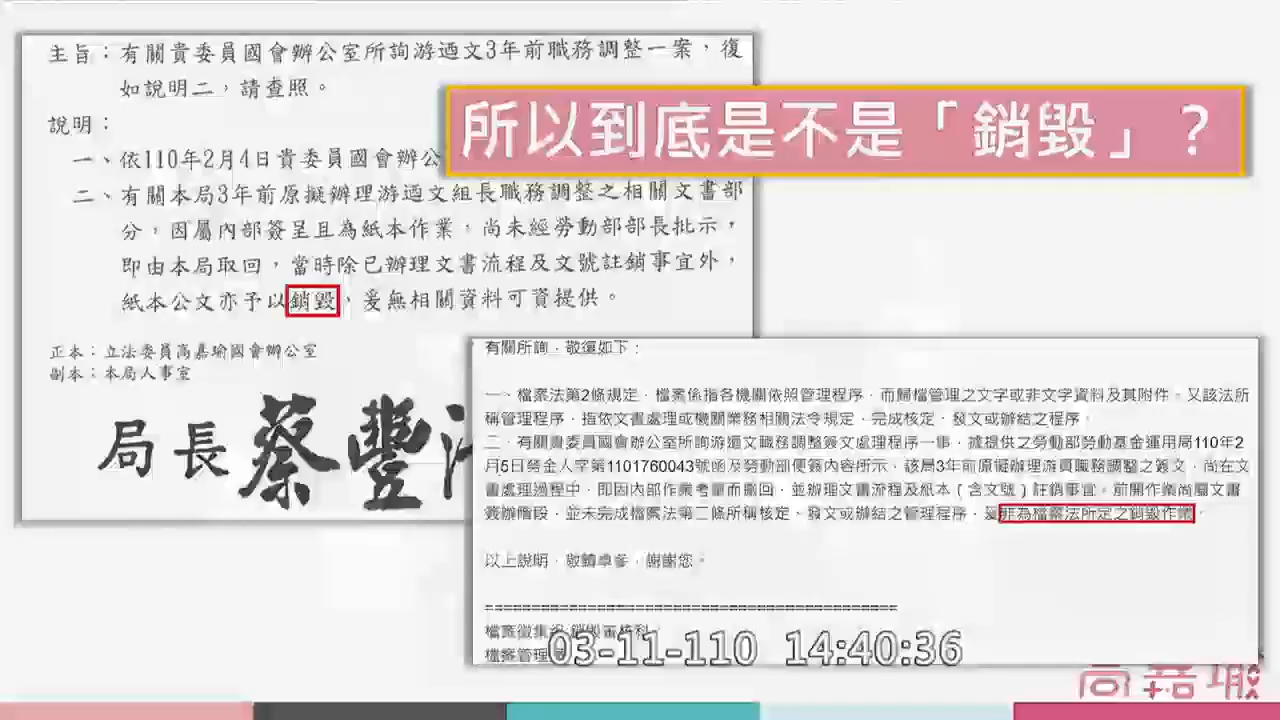 主旨：有關貴委員國會辦公室所詢游迺文3年前職務調整一案，復
如說明二，請查照。
所以到底是不是「銷毀」？
說明：
一、依110年2月4日貴委員國會辦公
二、有關本局3年前原擬辦理游迺文組長職務調整之相關文書部
分，因屬內部簽呈且為紙本作業，尚未經勞動部部長批示，
即由本局取回，當時除已辦理文書流程及文號註銷事宜外，
紙本公文亦予以銷毀，爰無相關資料可資提供。
正本：立法委員高嘉瑜國會辦公室
副本：本局人事室
局長蔡豐
有關所詢，敬復如下：
一、檔案法第2條規定，檔案係指各機關依照管理程序，而歸檔管理之文字或非文字資料及其附件。又該法所
稱管理程序，指依文書處理或機關業務相關法令規定，完成核定、發文或辦結之程序。
二、有關貴委員國會辦公室所詢游迺文職務調整簽文處理程序一事，據提供之勞動部勞動基金運用局110年2
月5日勞金人字第1101760043號函及勞動部便簽內容所示，該局3年前原擬辦理游員職務調整之簽文，尚在文
書處理過程中，即因內部作業考量而撤回，並辦理文書流程及紙本（含文號）註銷事宜。前開作業尚屬文書
簽辦階段，並未完成檔案法第二條所稱核定、發文或辦結之管理程序，爰非為檔案法所定之銷毀作業。
以上說明，敬請卓參，謝謝您。
==============================================
檔案徵集組 銷毀審核科
檔案管理
03-11-110 14:40:36
高嘉瑜